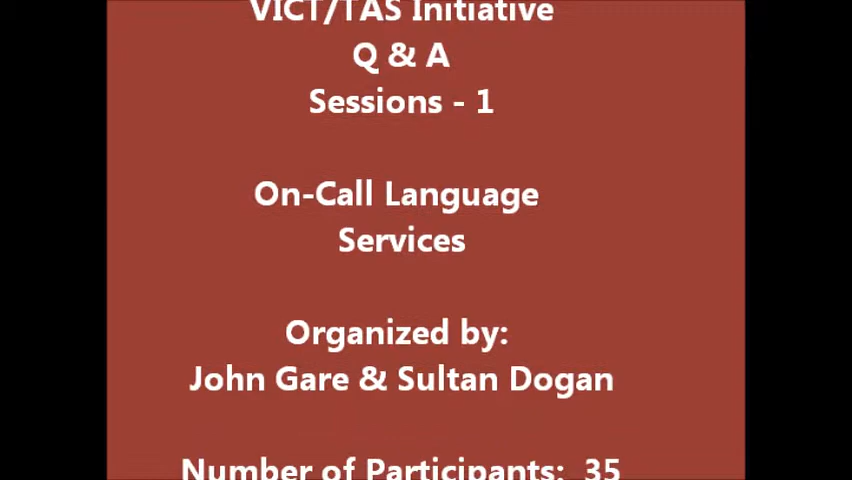 VICT/TAS Initiative
Q & A
Sessions - 1
On-Call Language
Services
Organized by:
John Gare & Sultan Dogan
Number of Participants: 35